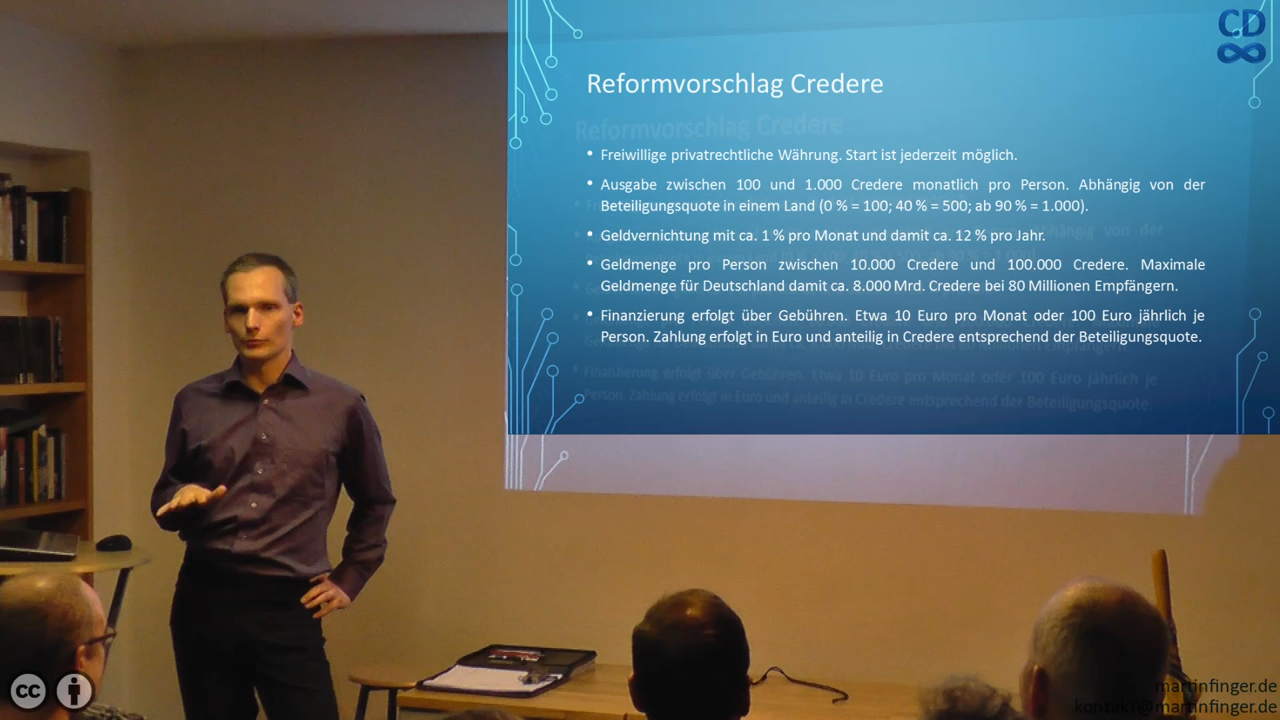 CD
∞
Reformvorschlag Credere
• Freiwillige privatrechtliche Währung. Start ist jederzeit möglich.
• Ausgabe zwischen 100 und 1.000 Credere monatlich pro Person. Abhängig von der
Beteiligungsquote in einem Land (0 % = 100; 40 % = 500; ab 90 % = 1.000).
• Geldvernichtung mit ca. 1 % pro Monat und damit ca. 12 % pro Jahr.
• Geldmenge pro Person zwischen 10.000 Credere und 100.000 Credere. Maximale
Geldmenge für Deutschland damit ca. 8.000 Mrd. Credere bei 80 Millionen Empfängern.
• Finanzierung erfolgt über Gebühren. Etwa 10 Euro pro Monat oder 100 Euro jährlich je
Person. Zahlung erfolgt in Euro und anteilig in Credere entsprechend der Beteiligungsquote.
cc
martinfinger.de
kontakt@martinfinger.de